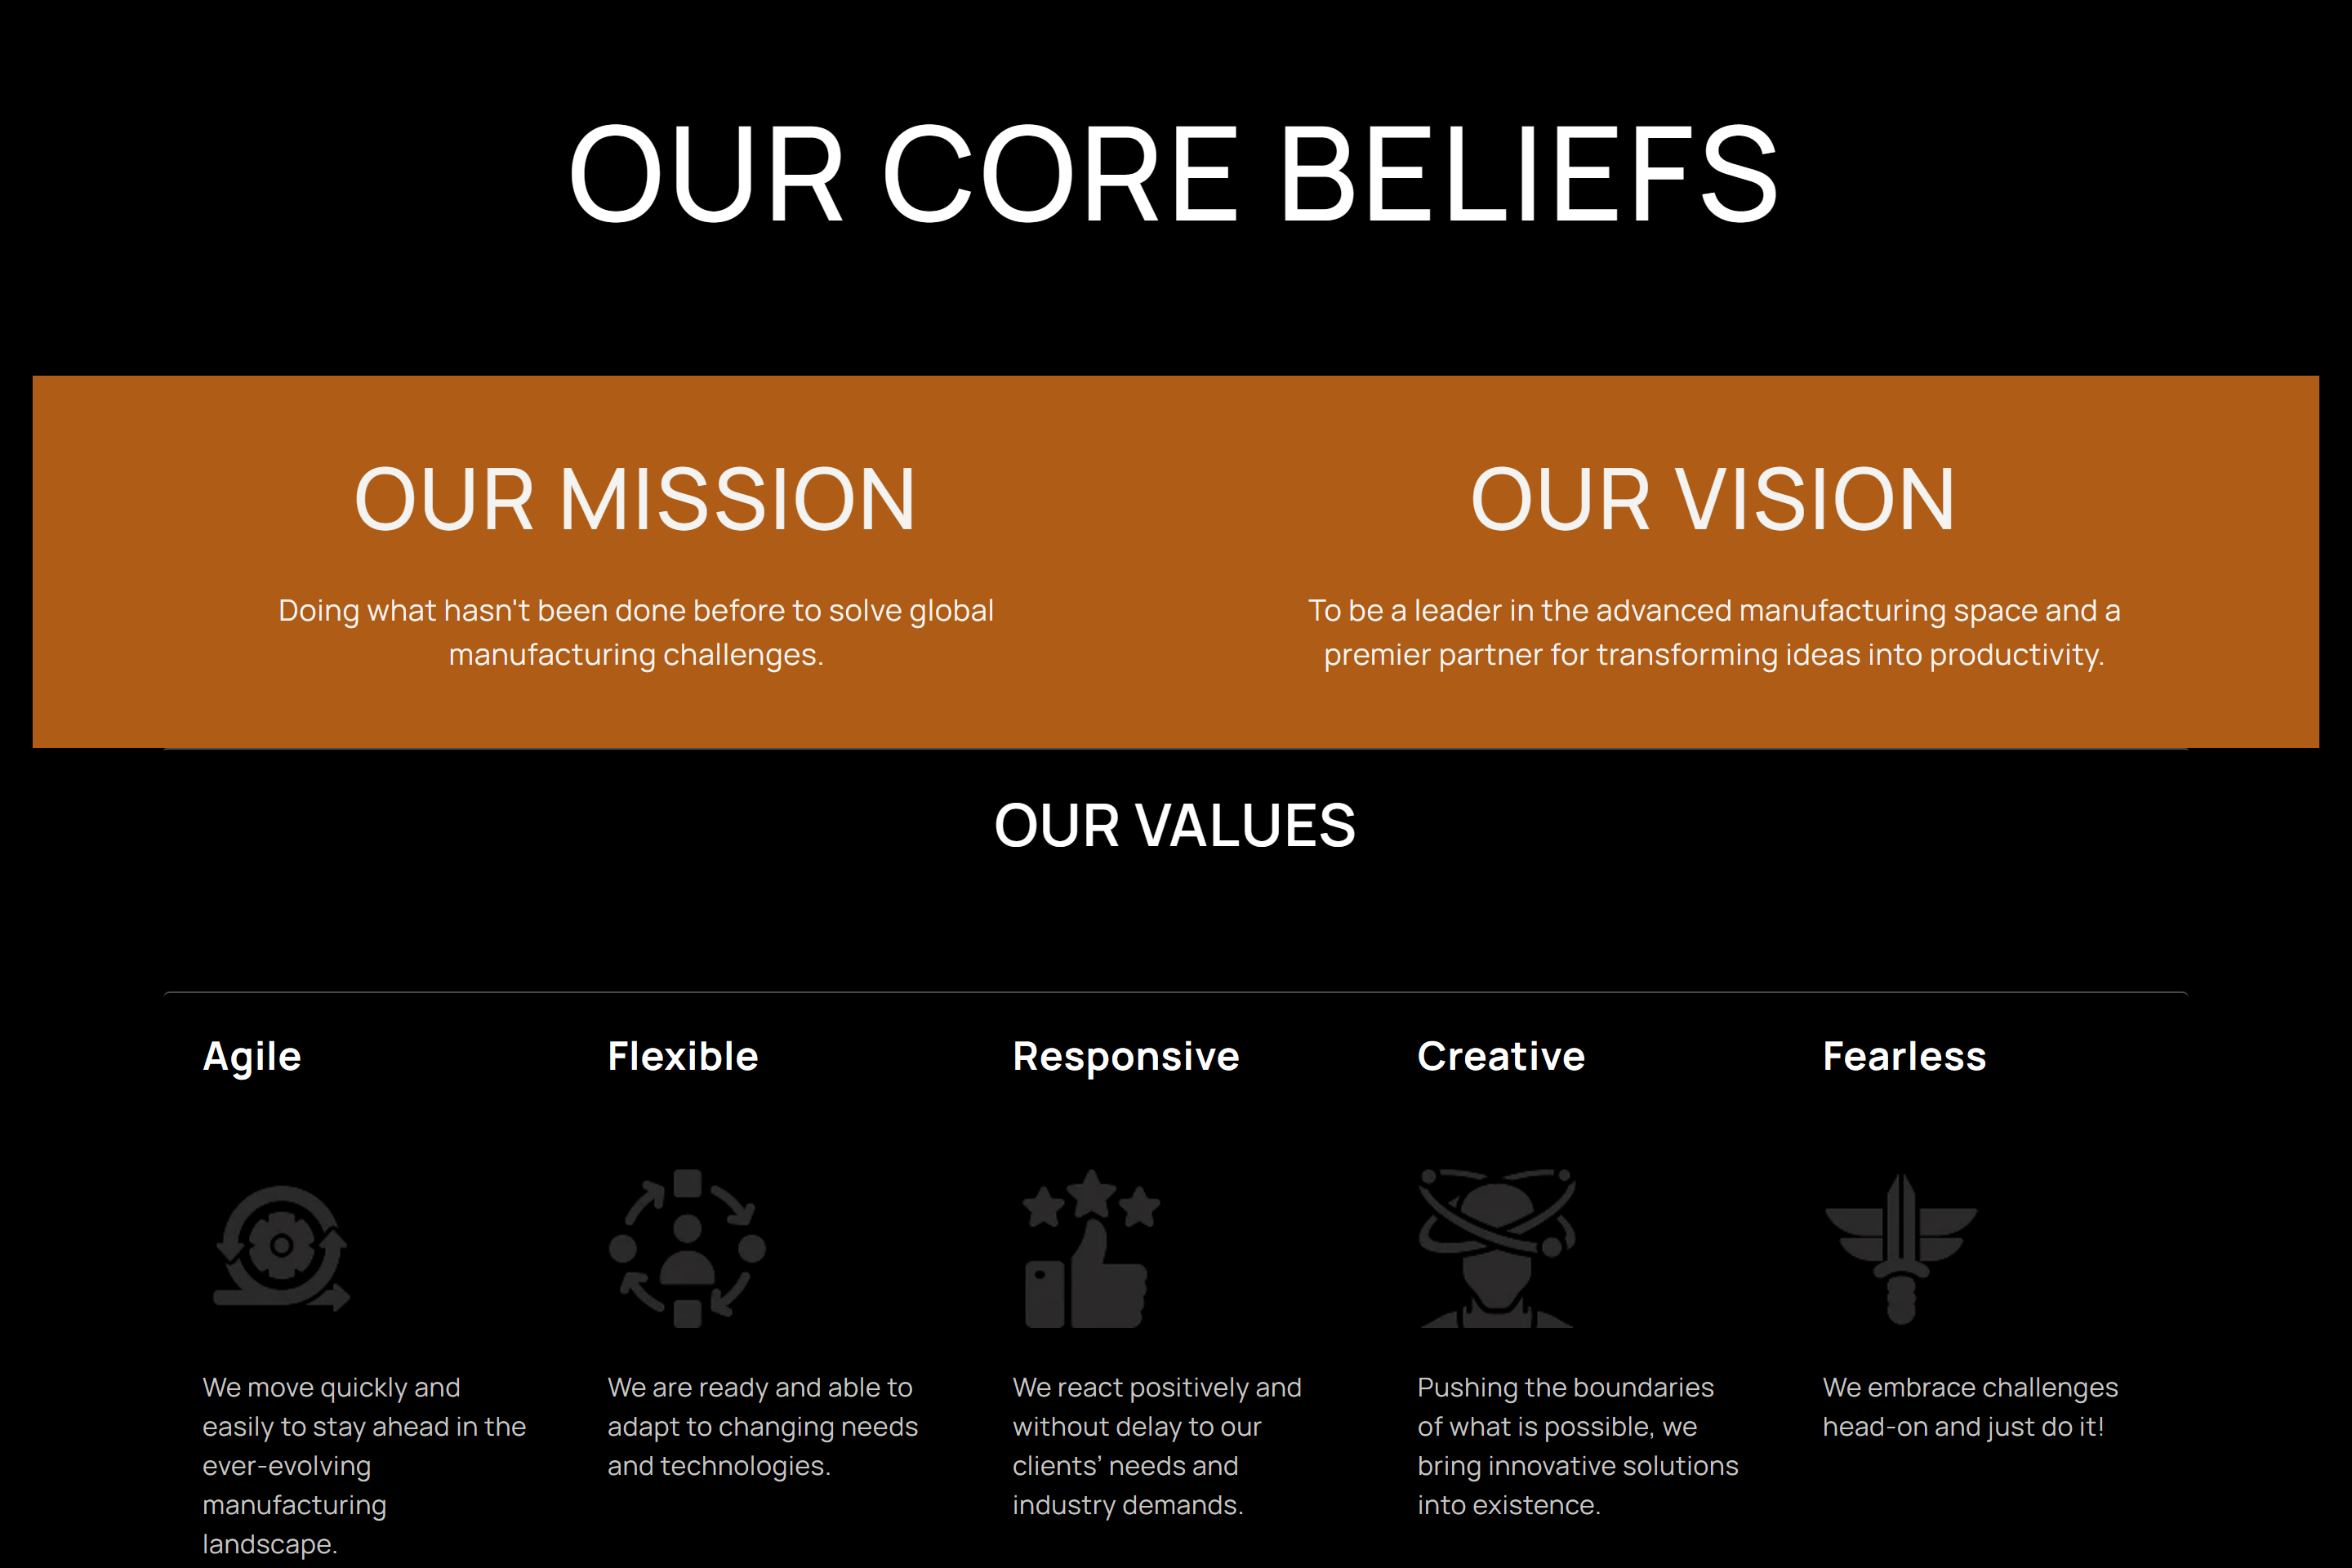 OUR CORE BELIEFS
OUR MISSION
Doing what hasn't been done before to solve global
manufacturing challenges.
OUR VISION
To be a leader in the advanced manufacturing space and a
premier partner for transforming ideas into productivity.
OUR VALUES
Agile
We move quickly and
easily to stay ahead in the
ever-evolving
manufacturing
landscape.
Flexible
We are ready and able to
adapt to changing needs
and technologies.
Responsive
We react positively and
without delay to our
clients’ needs and
industry demands.
Creative
Pushing the boundaries
of what is possible, we
bring innovative solutions
into existence.
Fearless
We embrace challenges
head-on and just do it!